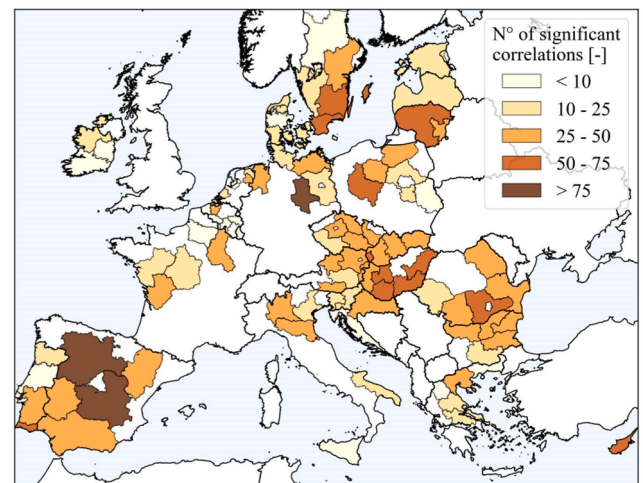 N° of significant
correlations [-]
< 10
10 - 25
25 - 50
50 - 75
> 75